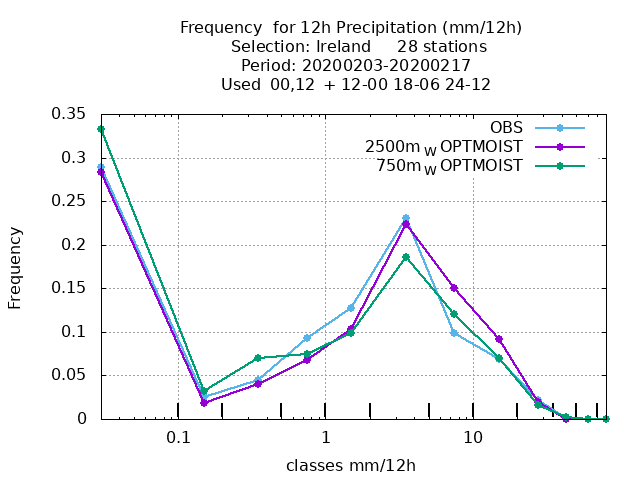 Frequency  for 12h Precipitation (mm/12h)
Selection: Ireland     28 stations
Period: 20200203-20200217
Used  00,12  + 12-00 18-06 24-12
OBS
2500m W OPTMOIST
750m W OPTMOIST
Frequency
0.35
0.3
0.25
0.2
0.15
0.1
0.05
0
0.1 1 10
classes mm/12h